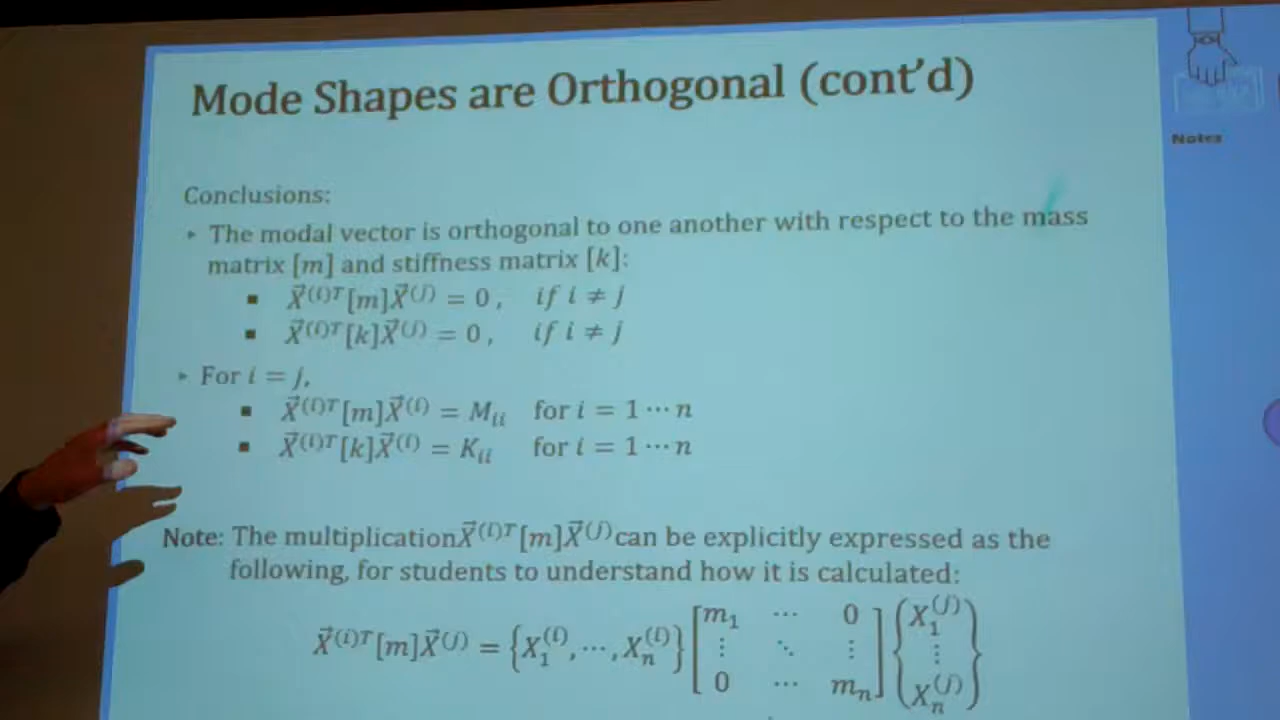 Mode Shapes are Orthogonal (cont'd)
Notes
Conclusions:
▸ The modal vector is orthogonal to one another with respect to the mass
matrix [m] and stiffness matrix [k]:
▪ X⃗⁽ⁱ⁾ᵀ[m]X⃗⁽ʲ⁾ = 0, if i ≠ j
▪ X⃗⁽ⁱ⁾ᵀ[k]X⃗⁽ʲ⁾ = 0, if i ≠ j
▸ For i = j,
▪ X⃗⁽ⁱ⁾ᵀ[m]X⃗⁽ⁱ⁾ = Mᵢᵢ for i = 1 ⋯ n
▪ X⃗⁽ⁱ⁾ᵀ[k]X⃗⁽ⁱ⁾ = Kᵢᵢ for i = 1 ⋯ n
Note: The multiplicationX⃗⁽ⁱ⁾ᵀ[m]X⃗⁽ʲ⁾can be explicitly expressed as the
following, for students to understand how it is calculated:
X⃗⁽ⁱ⁾ᵀ[m]X⃗⁽ʲ⁾ = {X₁⁽ⁱ⁾, ⋯, Xₙ⁽ⁱ⁾} [m₁ ⋯ 0 ⋮ ⋱ ⋮ 0 ⋯ mₙ] {X₁⁽ʲ⁾ ⋮ Xₙ⁽ʲ⁾}